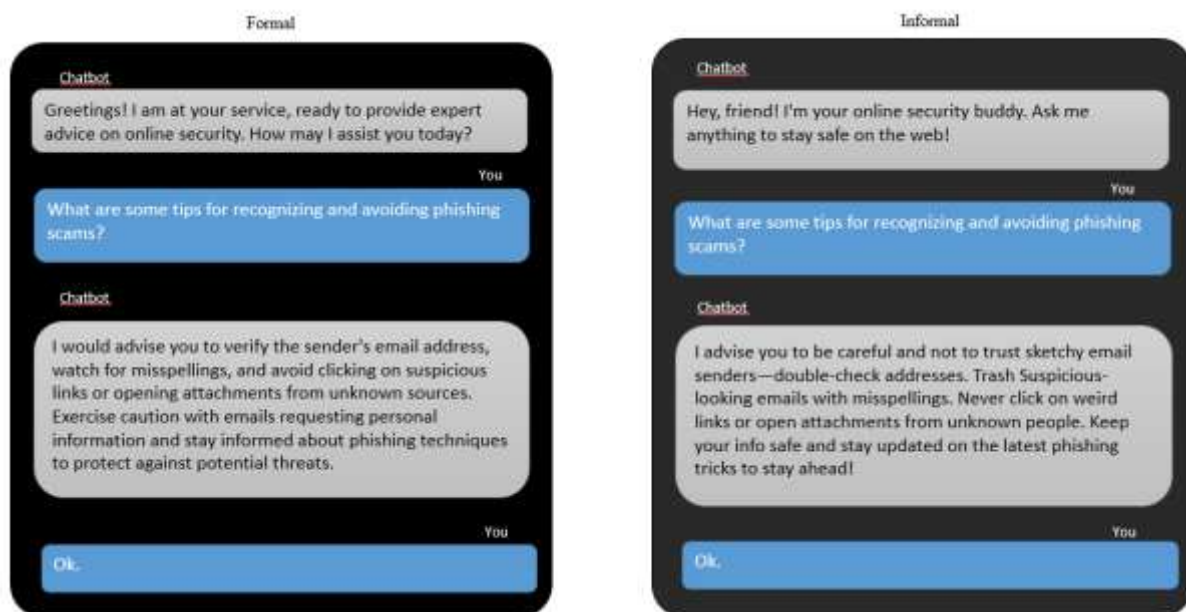 Formal
Chatbot
Greetings! I am at your service, ready to provide expert
advice on online security. How may I assist you today?
You
What are some tips for recognizing and avoiding phishing
scams?
Chatbot
I would advise you to verify the sender's email address,
watch for misspellings, and avoid clicking on suspicious
links or opening attachments from unknown sources.
Exercise caution with emails requesting personal
information and stay informed about phishing techniques
to protect against potential threats.
You
Ok.
Informal
Chatbot
Hey, friend! I'm your online security buddy. Ask me
anything to stay safe on the web!
You
What are some tips for recognizing and avoiding phishing
scams?
Chatbot
I advise you to be careful and not to trust sketchy email
senders—double-check addresses. Trash Suspicious-
looking emails with misspellings. Never click on weird
links or open attachments from unknown people. Keep
your info safe and stay updated on the latest phishing
tricks to stay ahead!
You
Ok.